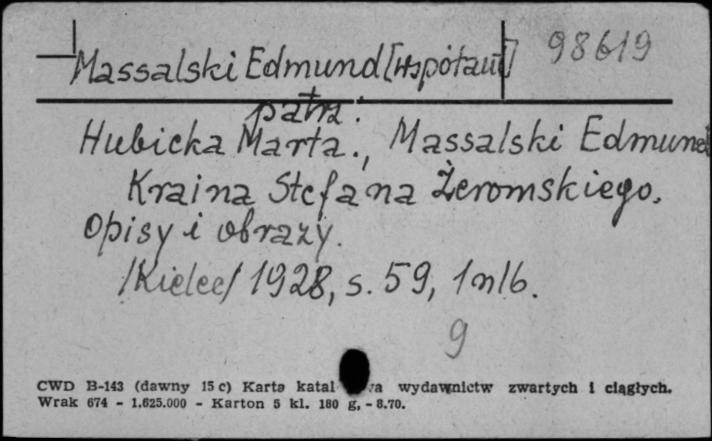 98619
Massalski Edmund [współaut]
patrz:
Hubicka Marta., Massalski Edmund
Kraina Stefana Żeromskiego.
Opisy i obrazy.
/Kielce/ 1928, s. 59, 1 nlb.
9
CWD B-143 (dawny 15 c) Karta katal wa wydawnictw zwartych i ciągłych.
Wrak 674 - 1.625.000 - Karton 5 kl. 180 g, - 8.70.